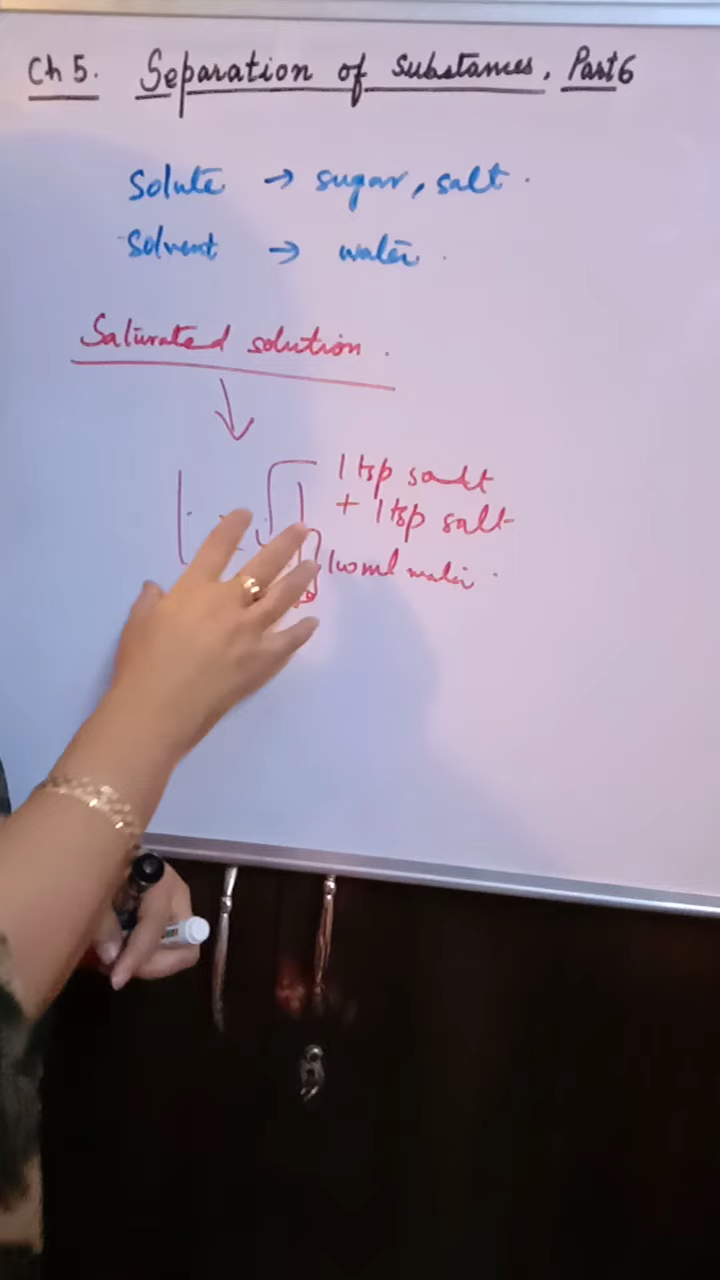 Ch 5. Separation of substances, Part 6
Solute → sugar, salt.
Solvent → water.
Saturated solution.
1 tsp salt
+ 1 tsp salt
100 ml water.